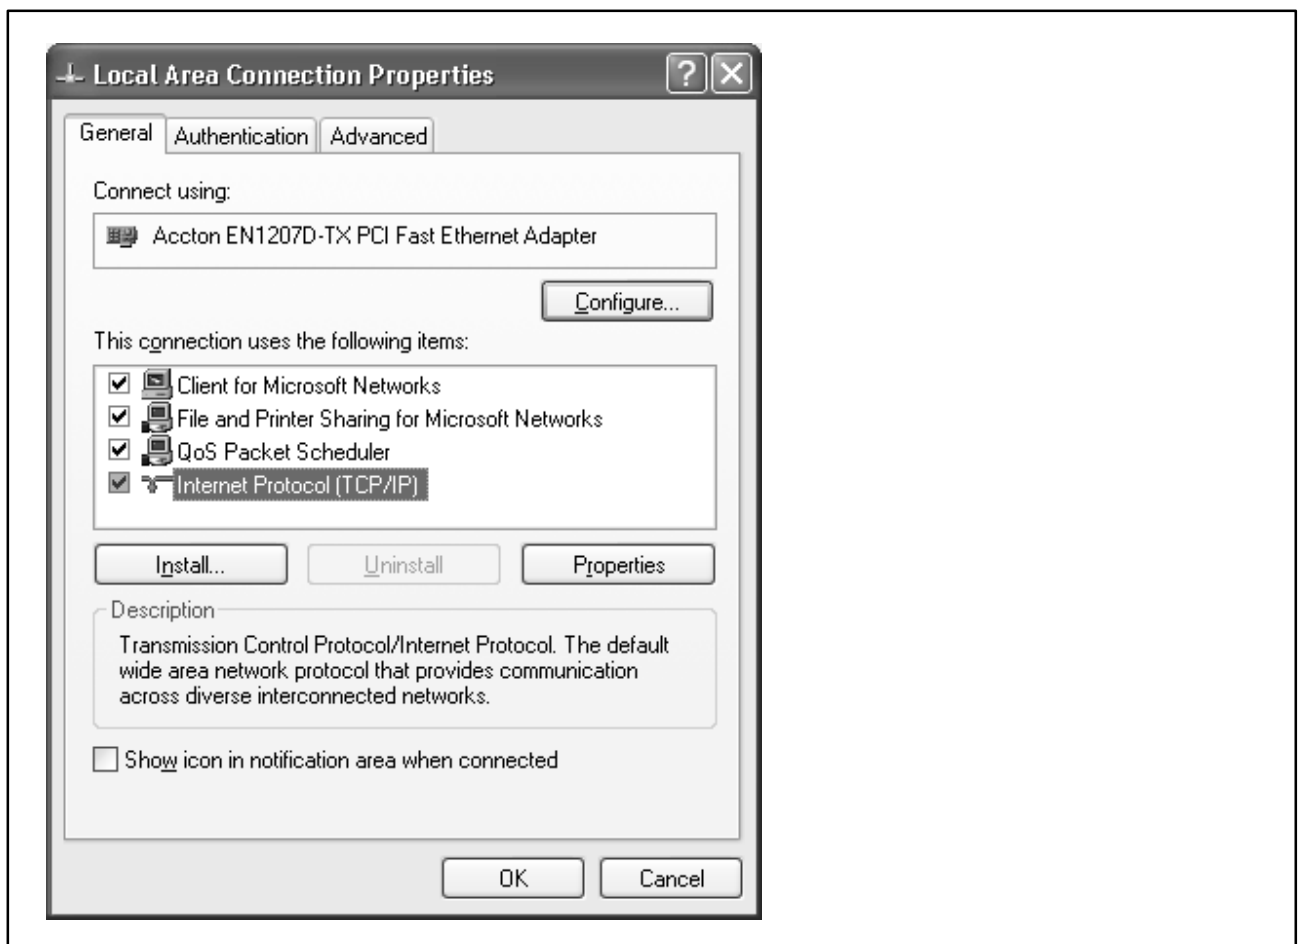 Local Area Connection Properties
General Authentication Advanced
Connect using:
Accton EN1207D-TX PCI Fast Ethernet Adapter
Configure...
This connection uses the following items:
Client for Microsoft Networks
File and Printer Sharing for Microsoft Networks
QoS Packet Scheduler
Internet Protocol (TCP/IP)
Install... Uninstall Properties
Description
Transmission Control Protocol/Internet Protocol. The default
wide area network protocol that provides communication
across diverse interconnected networks.
Show icon in notification area when connected
OK Cancel